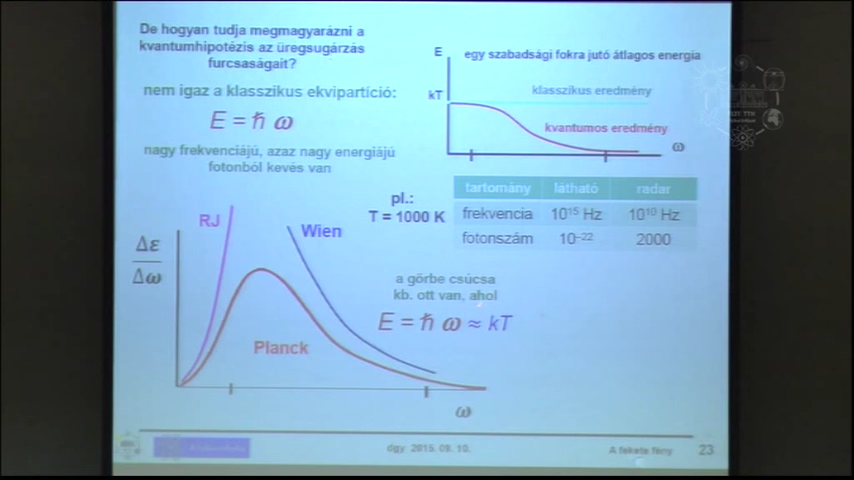 De hogyan tudja megmagyarázni a
kvantumhipotézis az üregsugárzás
furcsaságait?
nem igaz a klasszikus ekvipartíció:
E = ℏ ω
nagy frekvenciájú, azaz nagy energiájú
fotonból kevés van
E
egy szabadsági fokra jutó átlagos energia
kT
klasszikus eredmény
kvantumos eredmény
ω
pl.:
T = 1000 K
tartomány látható radar
frekvencia 10¹⁵ Hz 10¹⁰ Hz
fotonszám 10⁻²² 2000
RJ
Wien
Δε
Δω
Planck
ω
a görbe csúcsa
kb. ott van, ahol
E = ℏ ω ≈ kT
dgy 2015. 09. 10.
A fekete fény
23